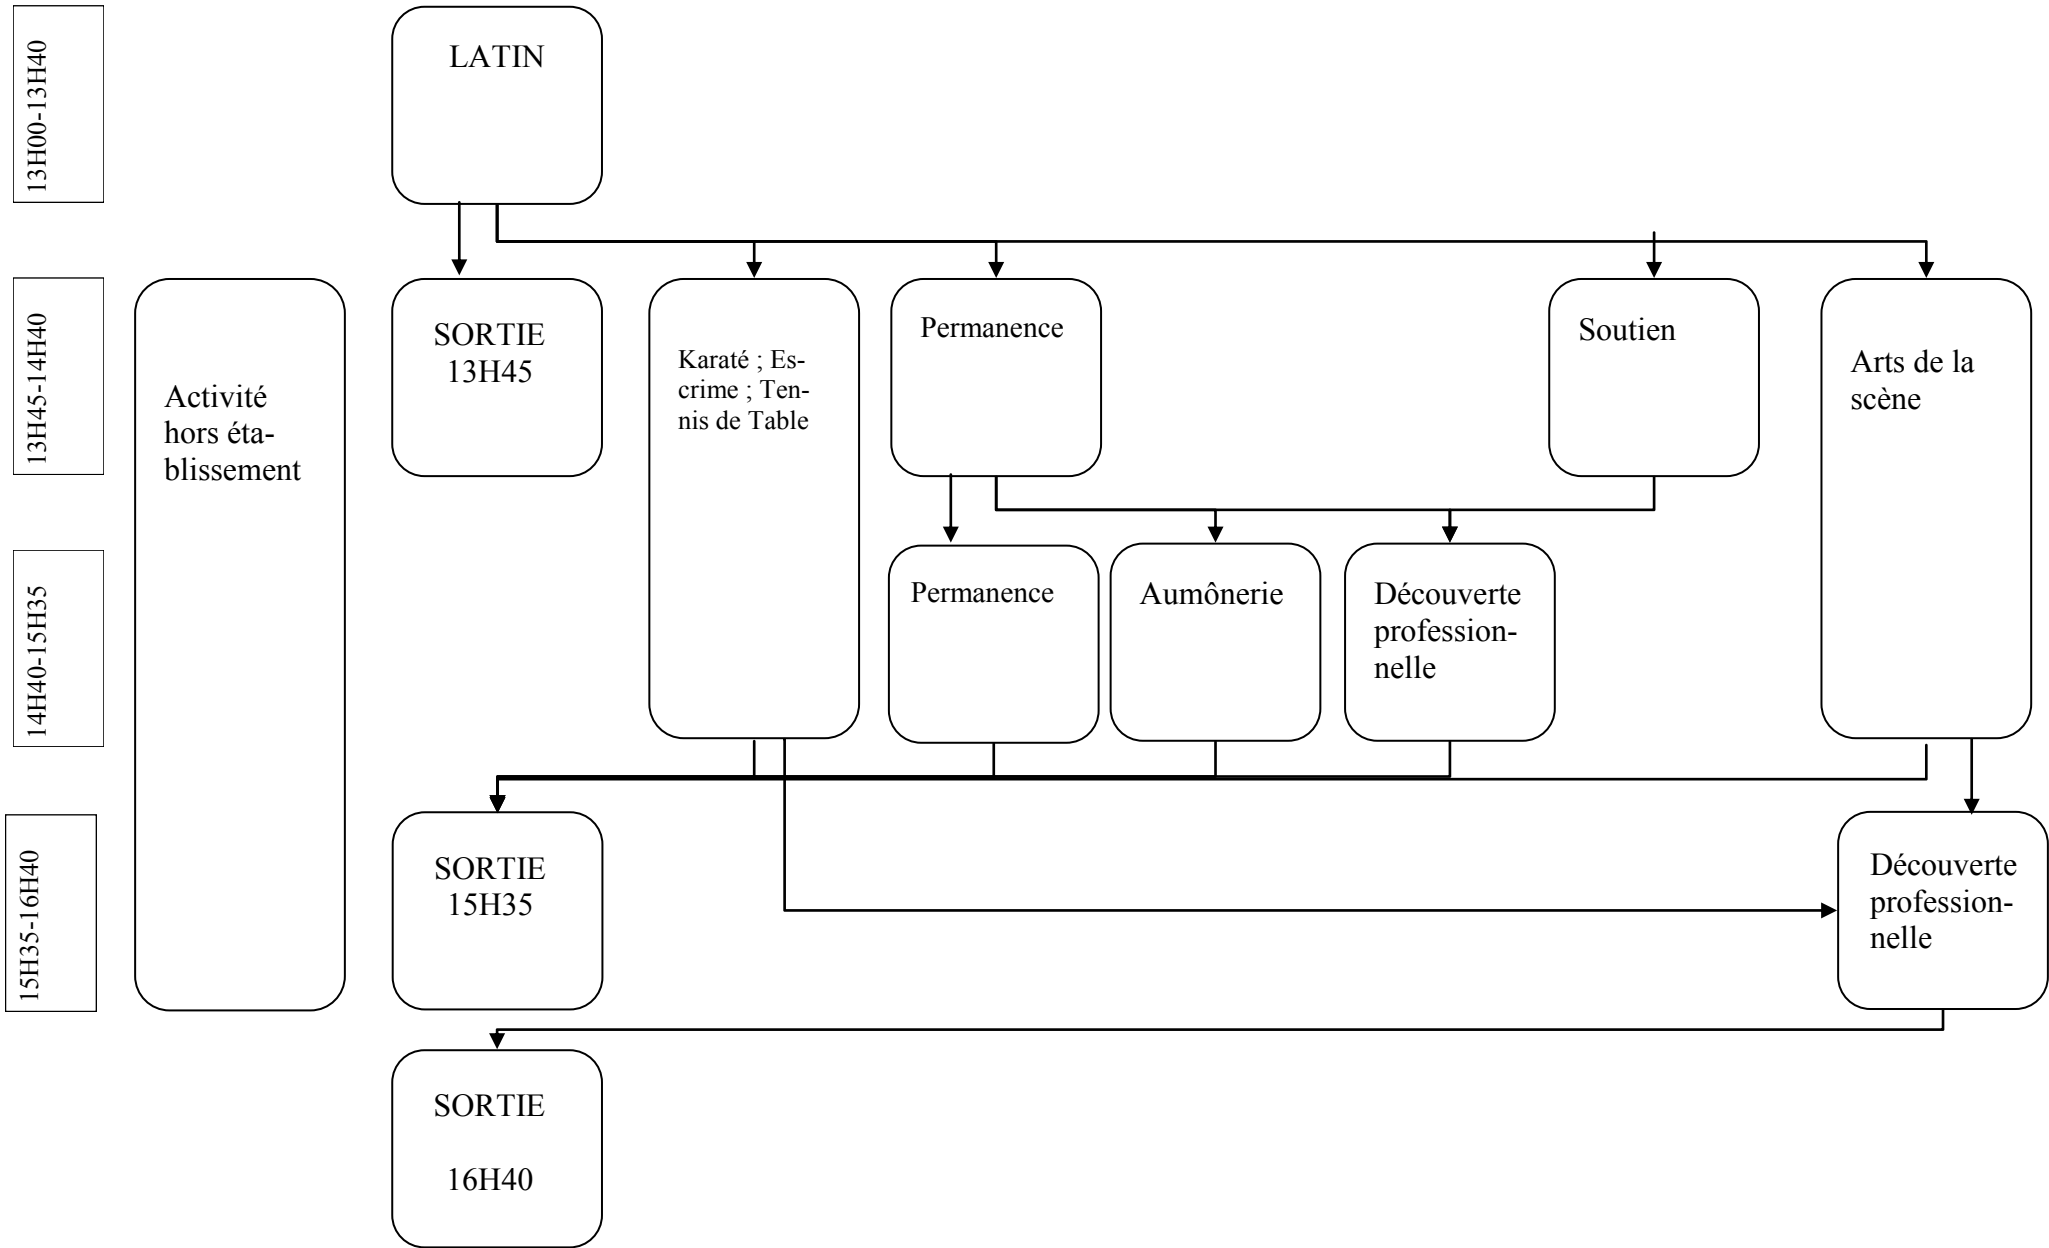 13H00-13H40
LATIN
13H45-14H40
Activité
hors éta-
blissement
SORTIE
13H45
Karaté ; Es-
crime ; Ten-
nis de Table
Permanence
Soutien
Arts de la
scène
14H40-15H35
Permanence
Aumônerie
Découverte
profession-
nelle
15H35-16H40
SORTIE
15H35
Découverte
profession-
nelle
SORTIE
16H40